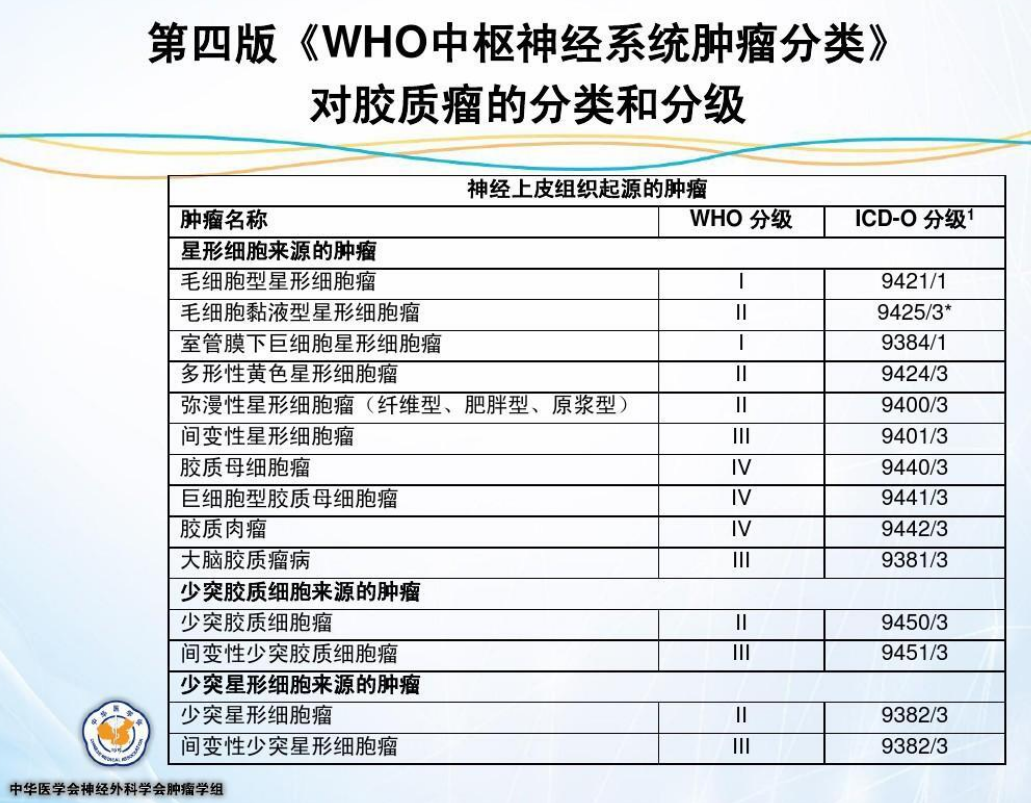 第四版《WHO中枢神经系统肿瘤分类》
对胶质瘤的分类和分级
神经上皮组织起源的肿瘤
肿瘤名称 WHO 分级 ICD-O 分级¹
星形细胞来源的肿瘤
毛细胞型星形细胞瘤 I 9421/1
毛细胞黏液型星形细胞瘤 II 9425/3*
室管膜下巨细胞星形细胞瘤 I 9384/1
多形性黄色星形细胞瘤 II 9424/3
弥漫性星形细胞瘤（纤维型、肥胖型、原浆型） II 9400/3
间变性星形细胞瘤 III 9401/3
胶质母细胞瘤 IV 9440/3
巨细胞型胶质母细胞瘤 IV 9441/3
胶质肉瘤 IV 9442/3
大脑胶质瘤病 III 9381/3
少突胶质细胞来源的肿瘤
少突胶质细胞瘤 II 9450/3
间变性少突胶质细胞瘤 III 9451/3
少突星形细胞来源的肿瘤
少突星形细胞瘤 II 9382/3
间变性少突星形细胞瘤 III 9382/3
中华医学会神经外科学会肿瘤学组